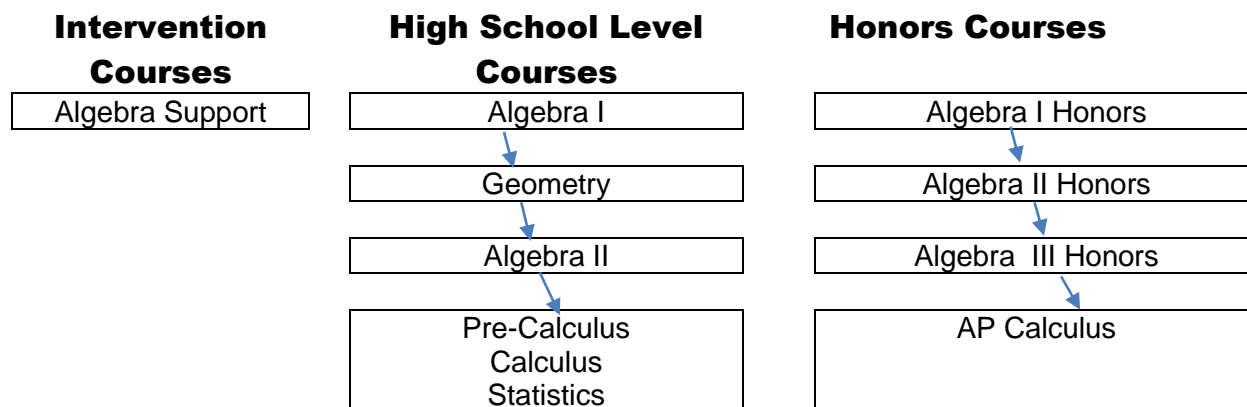 Intervention
Courses
Algebra Support
High School Level
Courses
Algebra I
Geometry
Algebra II
Pre-Calculus
Calculus
Statistics
Honors Courses
Algebra I Honors
Algebra II Honors
Algebra III Honors
AP Calculus